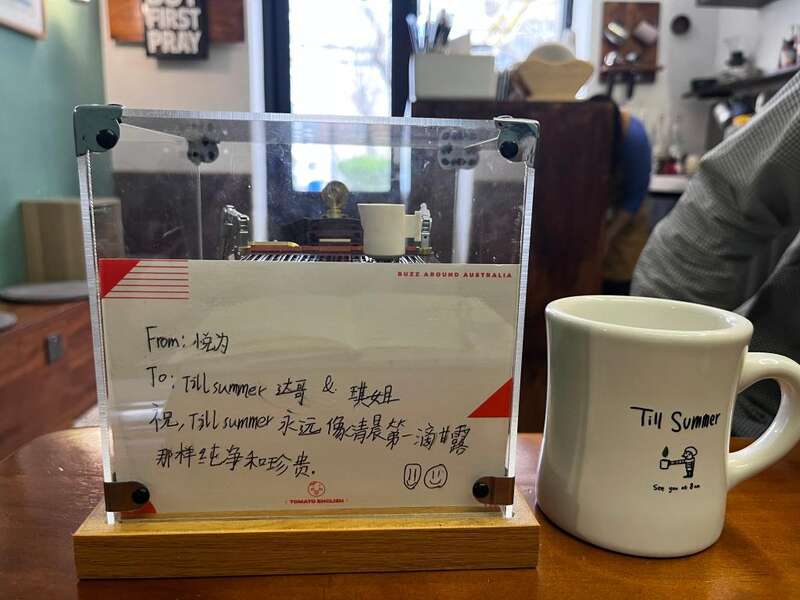 FIRST
PRAY
BUZZ AROUND AUSTRALIA
From: 悦为
To: Till summer 达哥 & 琪姐
祝, Till summer 永远像清晨第一滴甘露
那样纯净和珍贵.
TOMATO ENGLISH
Till Summer
See you at 8 am